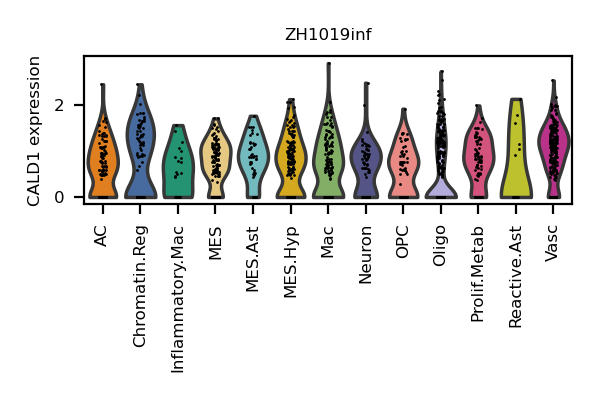 ZH1019inf
CALD1 expression
2
0
AC
Chromatin.Reg
Inflammatory.Mac
MES
MES.Ast
MES.Hyp
Mac
Neuron
OPC
Oligo
Prolif.Metab
Reactive.Ast
Vasc